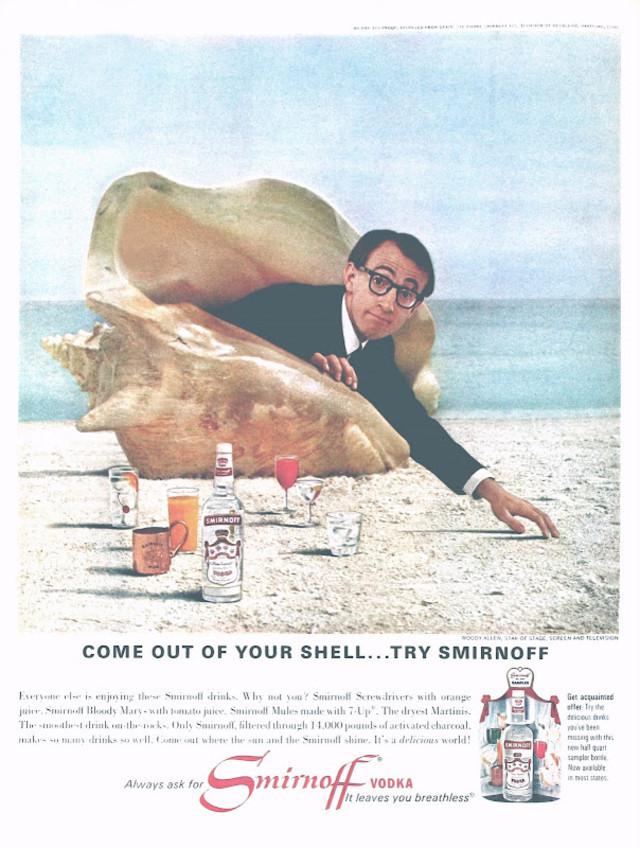 WOODY ALLEN, STAR OF STAGE, SCREEN AND TELEVISION
SMIRNOFF
COME OUT OF YOUR SHELL...TRY SMIRNOFF
Everyone else is enjoying these Smirnoff drinks. Why not you? Smirnoff Screwdrivers with orange
juice. Smirnoff Bloody Marys with tomato juice. Smirnoff Mules made with 7-Up®. The dryest Martinis.
The smoothest drink on-the-rocks. Only Smirnoff, filtered through 14,000 pounds of activated charcoal,
makes so many drinks so well. Come out where the sun and the Smirnoff shine. It's a delicious world!
Always ask for Smirnoff® VODKA
It leaves you breathless®
SMIRNOFF
Get acquainted
offer. Try the
delicious drinks
you've been
missing with this
new half quart
sampler bottle.
Now available
in most states.